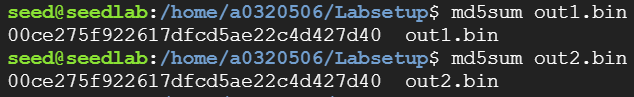 seed@seedlab:/home/a0320506/Labsetup$ md5sum out1.bin
00ce275f922617dfcd5ae22c4d427d40  out1.bin
seed@seedlab:/home/a0320506/Labsetup$ md5sum out2.bin
00ce275f922617dfcd5ae22c4d427d40  out2.bin